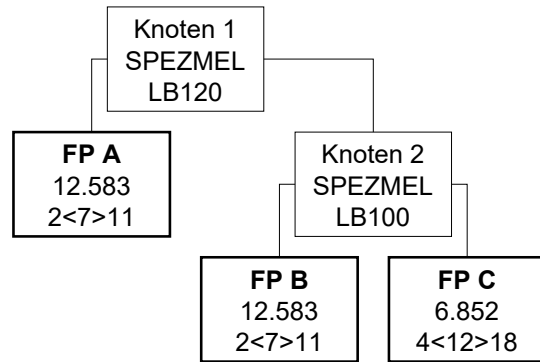 Knoten 1
SPEZMEL
LB120
FP A
12.583
2<7>11
Knoten 2
SPEZMEL
LB100
FP B
12.583
2<7>11
FP C
6.852
4<12>18